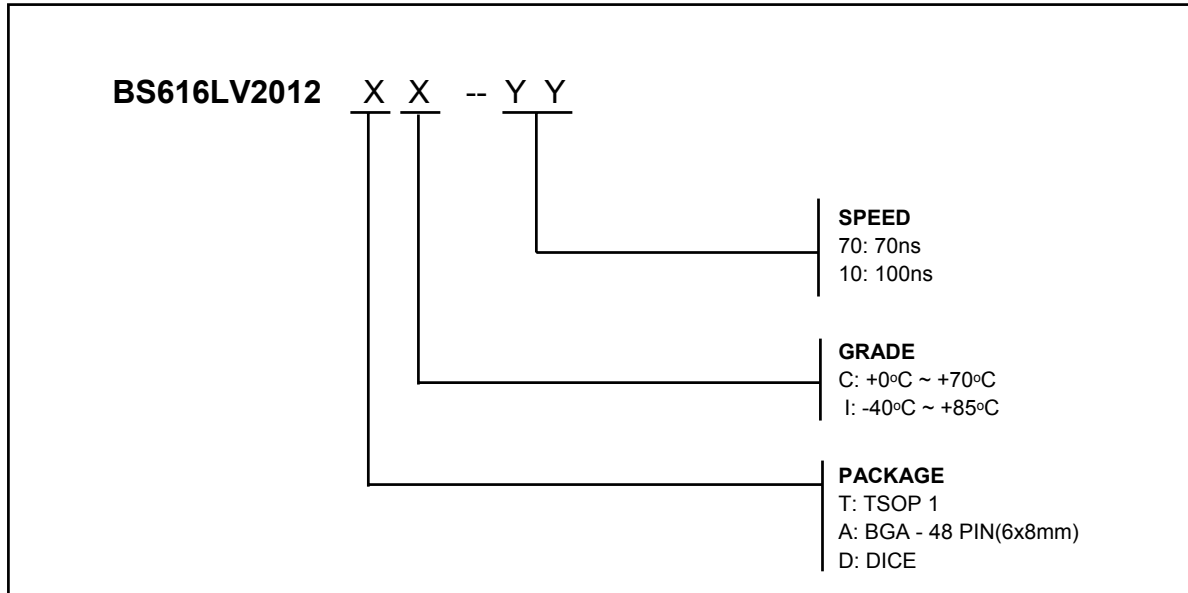 BS616LV2012 X X -- Y Y
SPEED
70: 70ns
10: 100ns
GRADE
C: +0oC ~ +70oC
I: -40oC ~ +85oC
PACKAGE
T: TSOP 1
A: BGA - 48 PIN(6x8mm)
D: DICE